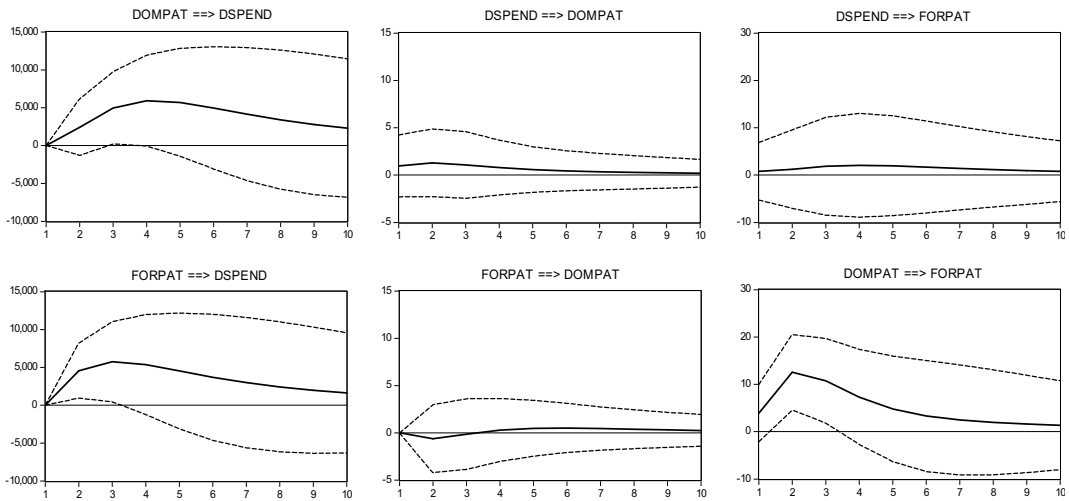 DOMPAT ==> DSPEND
15,000
10,000
5,000
0
-5,000
-10,000
1 2 3 4 5 6 7 8 9 10
DSPEND ==> DOMPAT
15
10
5
0
-5
1 2 3 4 5 6 7 8 9 10
DSPEND ==> FORPAT
30
20
10
0
-10
1 2 3 4 5 6 7 8 9 10
FORPAT ==> DSPEND
15,000
10,000
5,000
0
-5,000
-10,000
1 2 3 4 5 6 7 8 9 10
FORPAT ==> DOMPAT
15
10
5
0
-5
1 2 3 4 5 6 7 8 9 10
DOMPAT ==> FORPAT
30
20
10
0
-10
1 2 3 4 5 6 7 8 9 10